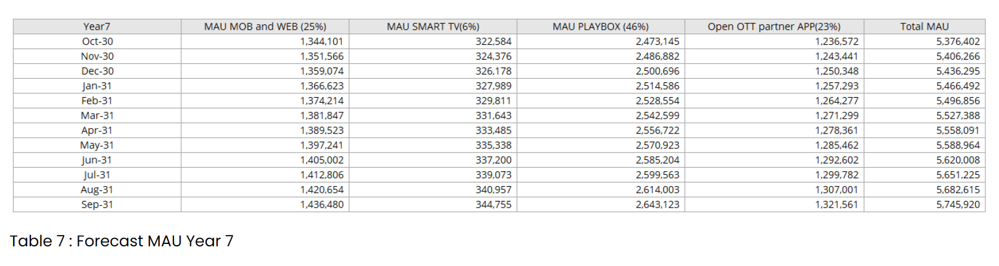 Year7 MAU MOB and WEB (25%) MAU SMART TV(6%) MAU PLAYBOX (46%) Open OTT partner APP(23%) Total MAU
Oct-30 1,344,101 322,584 2,473,145 1,236,572 5,376,402
Nov-30 1,351,566 324,376 2,486,882 1,243,441 5,406,266
Dec-30 1,359,074 326,178 2,500,696 1,250,348 5,436,295
Jan-31 1,366,623 327,989 2,514,586 1,257,293 5,466,492
Feb-31 1,374,214 329,811 2,528,554 1,264,277 5,496,856
Mar-31 1,381,847 331,643 2,542,599 1,271,299 5,527,388
Apr-31 1,389,523 333,485 2,556,722 1,278,361 5,558,091
May-31 1,397,241 335,338 2,570,923 1,285,462 5,588,964
Jun-31 1,405,002 337,200 2,585,204 1,292,602 5,620,008
Jul-31 1,412,806 339,073 2,599,563 1,299,782 5,651,225
Aug-31 1,420,654 340,957 2,614,003 1,307,001 5,682,615
Sep-31 1,436,480 344,755 2,643,123 1,321,561 5,745,920
Table 7 : Forecast MAU Year 7